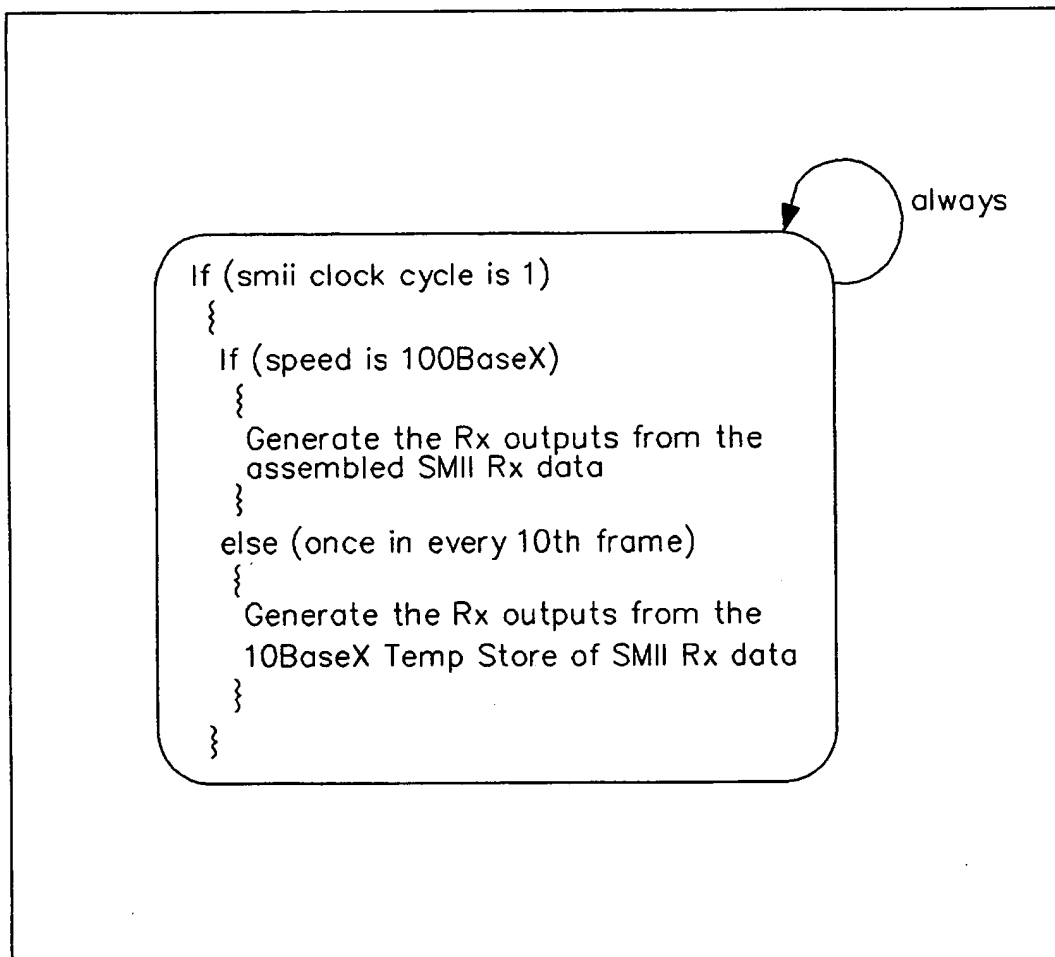 always
If (smii clock cycle is 1)
{
If (speed is 100BaseX)
{
Generate the Rx outputs from the
assembled SMII Rx data
}
else (once in every 10th frame)
{
Generate the Rx outputs from the
10BaseX Temp Store of SMII Rx data
}
}